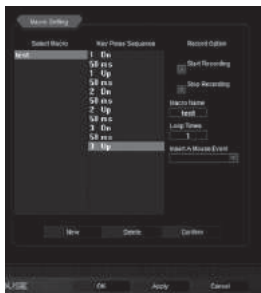 Macro Setting
Select Macro
Key Press Sequence
Record Option
test
1 Dn
50 ms
1 Up
50 ms
2 Dn
50 ms
2 Up
50 ms
3 Dn
50 ms
3 Up
Start Recording
Stop Recording
Macro Name
test
Loop Times
1
Insert A Mouse Event
New
Delete
Confirm
OK
Apply
Cancel